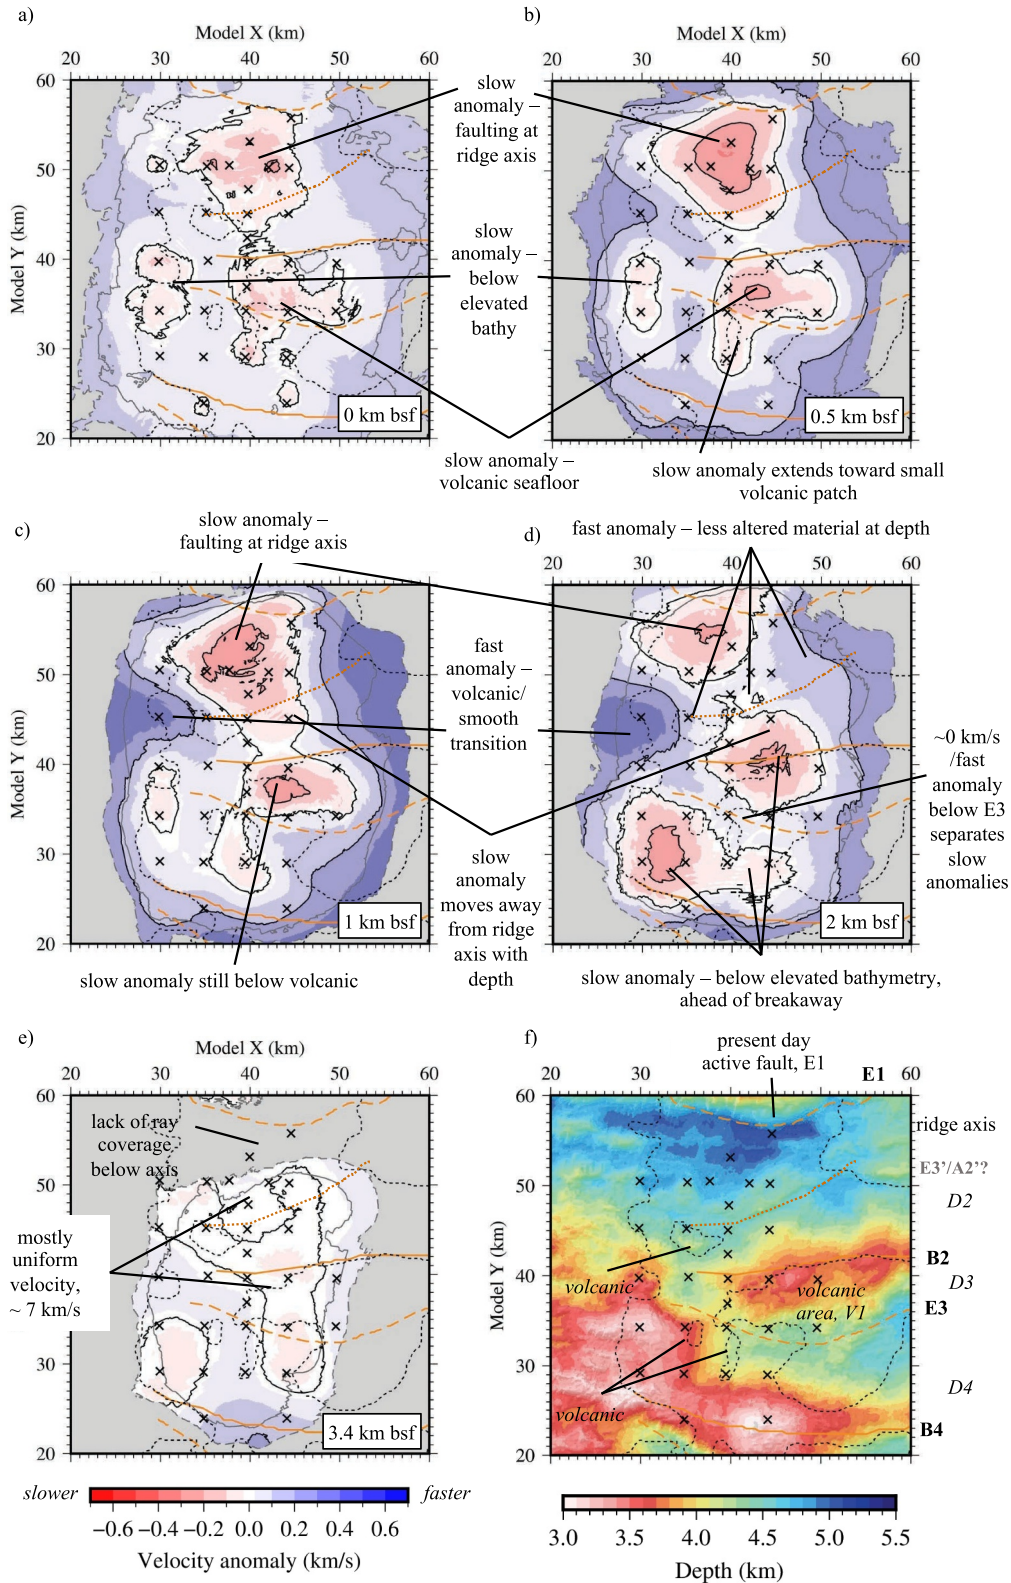 a)
Model X (km)
20 30 40 50 60
60
50
40
30
20
Model Y (km)
0 km bsf
slow
anomaly –
faulting at
ridge axis
slow
anomaly –
below
elevated
bathy
slow anomaly –
volcanic seafloor
b)
Model X (km)
20 30 40 50 60
60
50
40
30
20
0.5 km bsf
slow anomaly extends toward small
volcanic patch
c)
slow anomaly –
faulting at ridge axis
60
50
40
30
20
Model Y (km)
1 km bsf
slow anomaly still below volcanic
fast
anomaly –
volcanic/
smooth
transition
slow
anomaly
moves away
from ridge
axis with
depth
fast anomaly – less altered material at depth
d)
60
50
40
30
20
2 km bsf
~0 km/s
/fast
anomaly
below E3
separates
slow
anomalies
slow anomaly – below elevated bathymetry,
ahead of breakaway
e)
Model X (km)
20 30 40 50 60
60
50
40
30
20
lack of ray
coverage
below axis
mostly
uniform
velocity,
~ 7 km/s
3.4 km bsf
slower
faster
−0.6 −0.4 −0.2 0.0 0.2 0.4 0.6
Velocity anomaly (km/s)
f)
present day
active fault, E1
E1
20 30 40 50 60
60
50
40
30
20
Model Y (km)
ridge axis
E3'/A2'?
D2
B2
D3
E3
D4
B4
volcanic
volcanic
area, V1
volcanic
3.0 3.5 4.0 4.5 5.0 5.5
Depth (km)